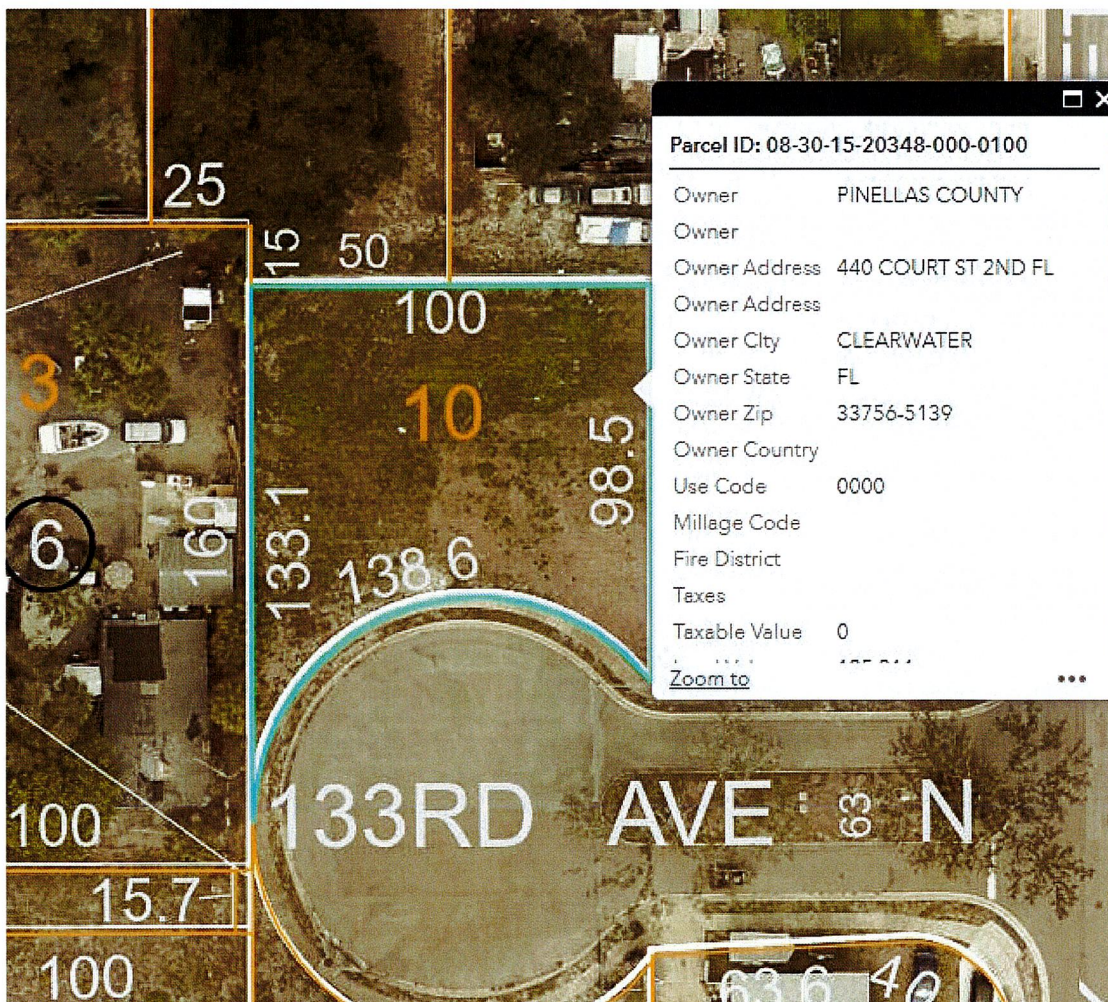 25
15
50
100
Parcel ID: 08-30-15-20348-000-0100
Owner PINELLAS COUNTY
Owner
Owner Address 440 COURT ST 2ND FL
Owner Address
Owner City CLEARWATER
Owner State FL
Owner Zip 33756-5139
Owner Country
Use Code 0000
Millage Code
Fire District
Taxes
Taxable Value 0
Zoom to
3
10
98.5
6
160
133.1
138.6
133RD AVE N
63
100
15.7
100
63.6
40